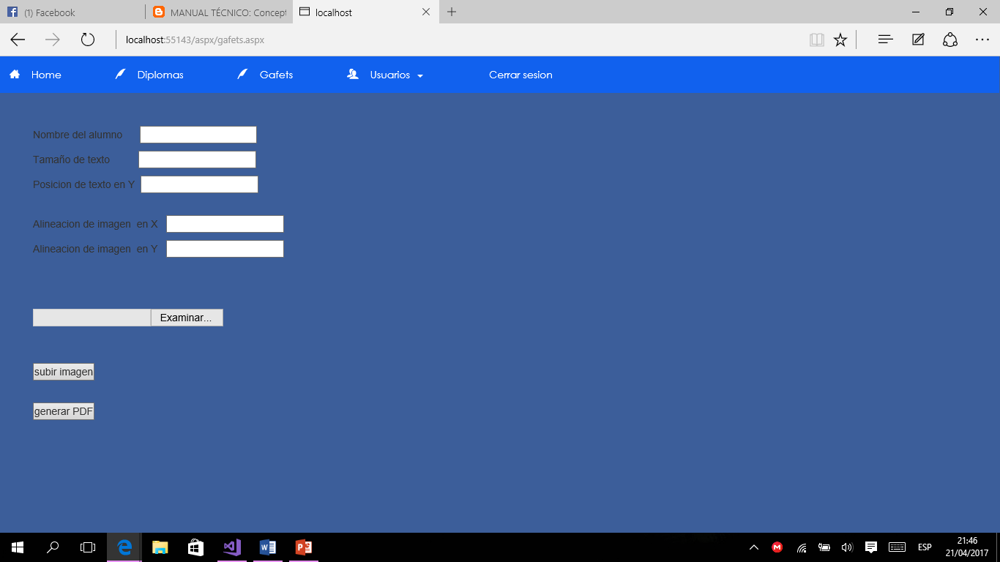 (1) Facebook
MANUAL TÉCNICO: Concept
localhost
localhost:55143/aspx/gafets.aspx
Home Diplomas Gafets Usuarios Cerrar sesion
Nombre del alumno
Tamaño de texto
Posicion de texto en Y
Alineacion de imagen en X
Alineacion de imagen en Y
Examinar...
subir imagen
generar PDF
ESP
21:46
21/04/2017